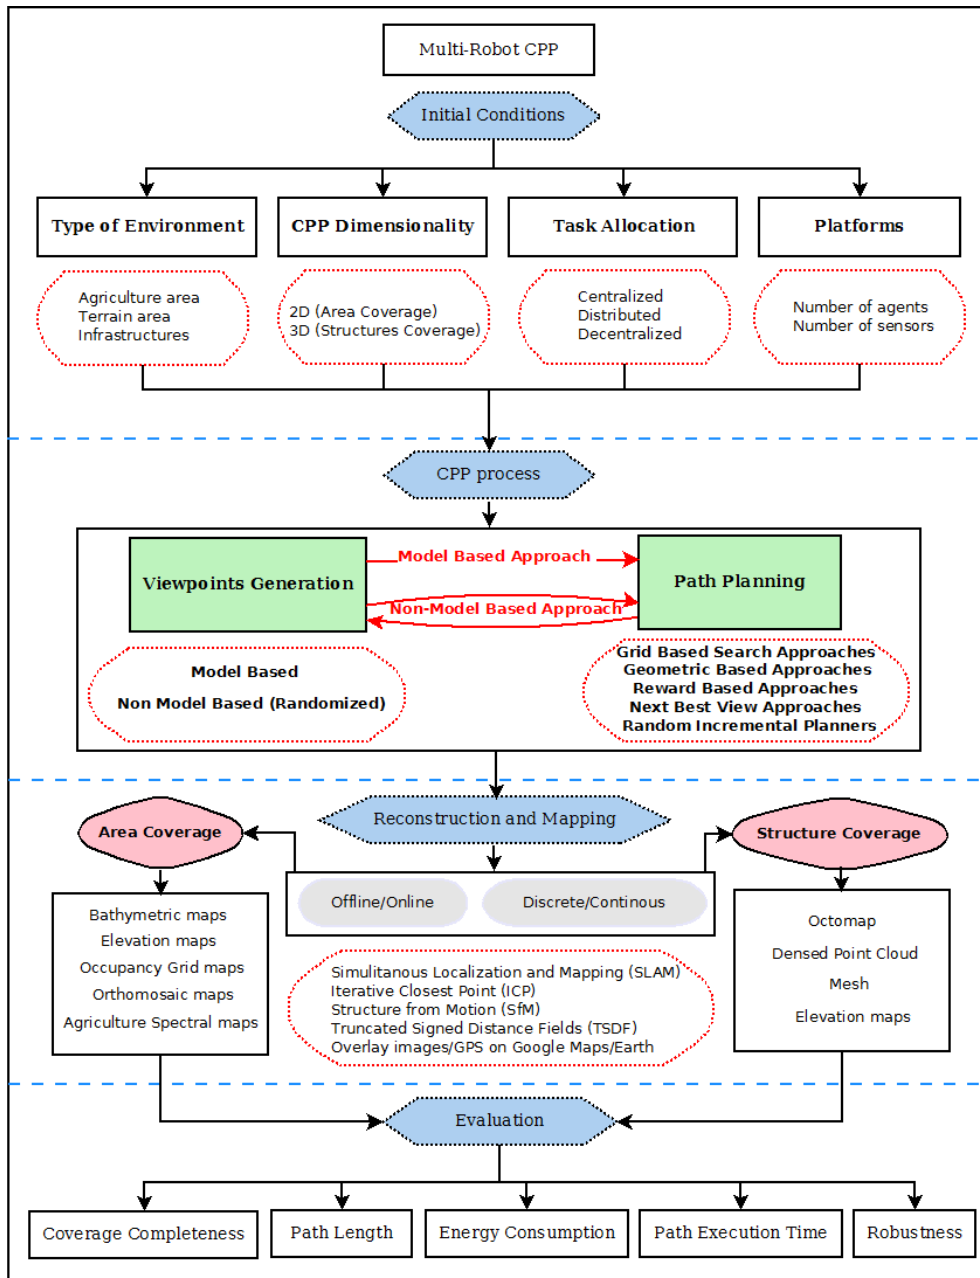 Multi-Robot CPP
Initial Conditions
Type of Environment
CPP Dimensionality
Task Allocation
Platforms
Agriculture area
Terrain area
Infrastructures
2D (Area Coverage)
3D (Structures Coverage)
Centralized
Distributed
Decentralized
Number of agents
Number of sensors
CPP process
Viewpoints Generation
Model Based Approach
Non-Model Based Approach
Path Planning
Model Based
Non Model Based (Randomized)
Grid Based Search Approaches
Geometric Based Approaches
Reward Based Approaches
Next Best View Approaches
Random Incremental Planners
Reconstruction and Mapping
Area Coverage
Structure Coverage
Offline/Online
Discrete/Continous
Bathymetric maps
Elevation maps
Occupancy Grid maps
Orthomosaic maps
Agriculture Spectral maps
Simulitanous Localization and Mapping (SLAM)
Iterative Closest Point (ICP)
Structure from Motion (SfM)
Truncated Signed Distance Fields (TSDF)
Overlay images/GPS on Google Maps/Earth
Octomap
Densed Point Cloud
Mesh
Elevation maps
Evaluation
Coverage Completeness
Path Length
Energy Consumption
Path Execution Time
Robustness